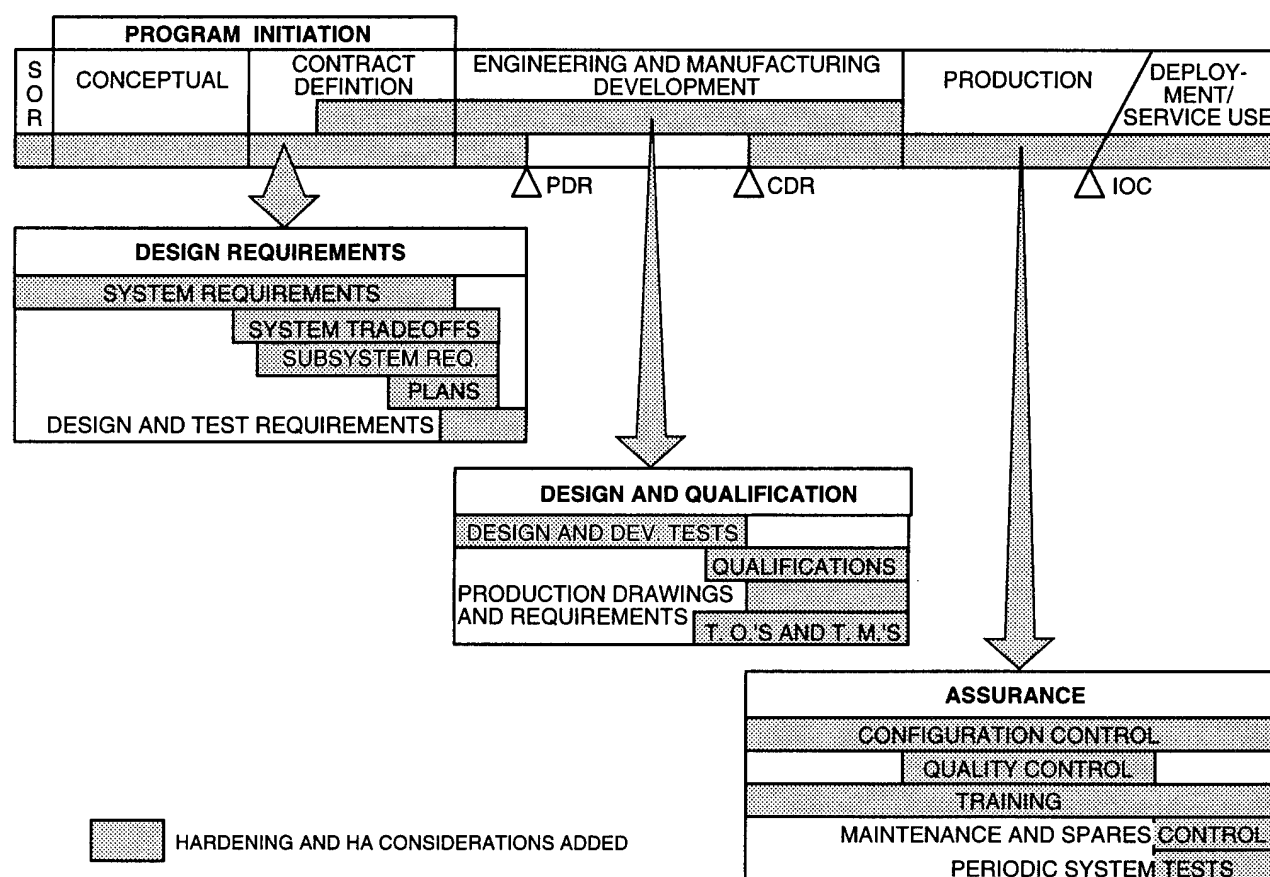 PROGRAM INITIATION
S
O
R
CONCEPTUAL
CONTRACT
DEFINTION
ENGINEERING AND MANUFACTURING
DEVELOPMENT
PRODUCTION
DEPLOY-
MENT/
SERVICE USE
PDR
CDR
IOC
DESIGN REQUIREMENTS
SYSTEM REQUIREMENTS
SYSTEM TRADEOFFS
SUBSYSTEM REQ.
PLANS
DESIGN AND TEST REQUIREMENTS
DESIGN AND QUALIFICATION
DESIGN AND DEV. TESTS
QUALIFICATIONS
PRODUCTION DRAWINGS
AND REQUIREMENTS
T. O.'S AND T. M.'S
ASSURANCE
CONFIGURATION CONTROL
QUALITY CONTROL
TRAINING
MAINTENANCE AND SPARES CONTROL
PERIODIC SYSTEM TESTS
HARDENING AND HA CONSIDERATIONS ADDED